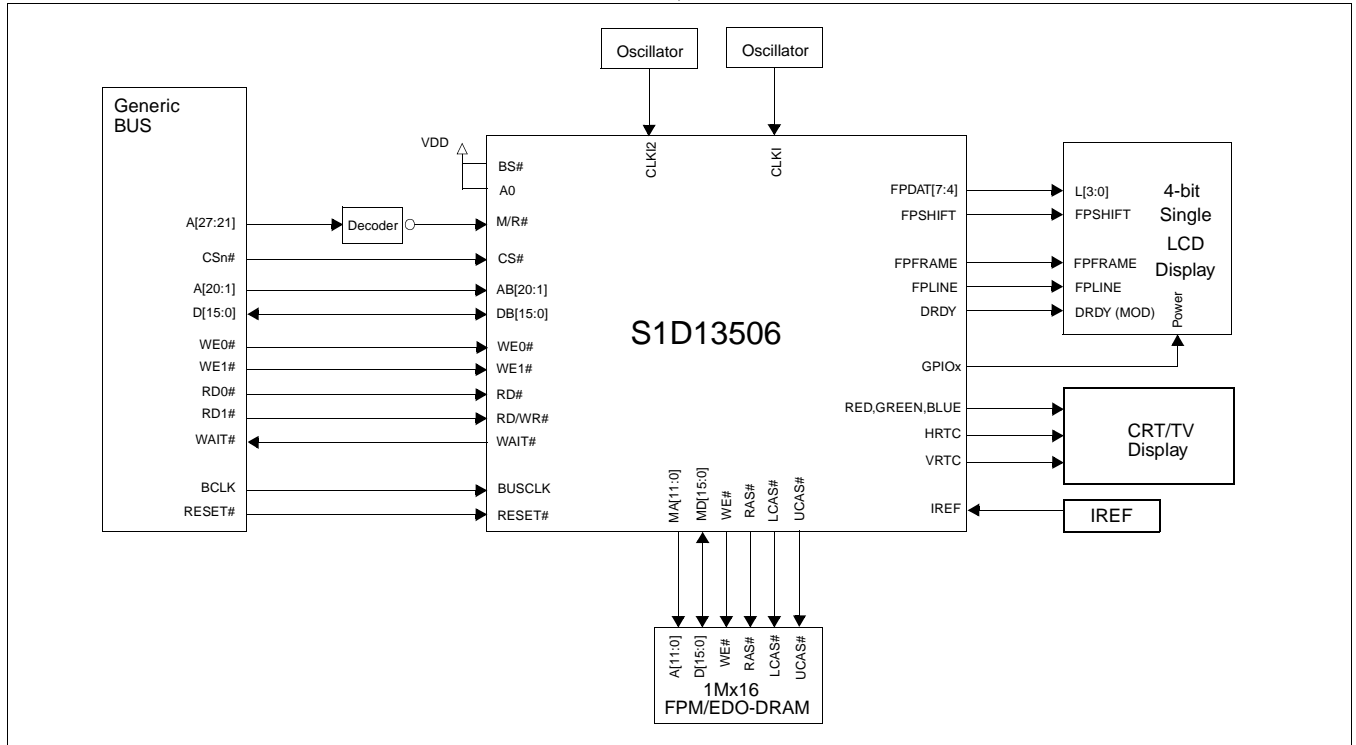 Oscillator
Oscillator
Generic
BUS
A[27:21]
CSn#
A[20:1]
D[15:0]
WE0#
WE1#
RD0#
RD1#
WAIT#
BCLK
RESET#
Decoder
VDD
BS#
A0
M/R#
CS#
AB[20:1]
DB[15:0]
WE0#
WE1#
RD#
RD/WR#
WAIT#
BUSCLK
RESET#
CLKI2
CLKI
S1D13506
FPDAT[7:4]
FPSHIFT
FPFRAME
FPLINE
DRDY
GPIOx
RED,GREEN,BLUE
HRTC
VRTC
IREF
L[3:0]
FPSHIFT
FPFRAME
FPLINE
DRDY (MOD)
4-bit
Single
LCD
Display
Power
CRT/TV
Display
IREF
MA[11:0]
MD[15:0]
WE#
RAS#
LCAS#
UCAS#
A[11:0]
D[15:0]
WE#
RAS#
LCAS#
UCAS#
1Mx16
FPM/EDO-DRAM